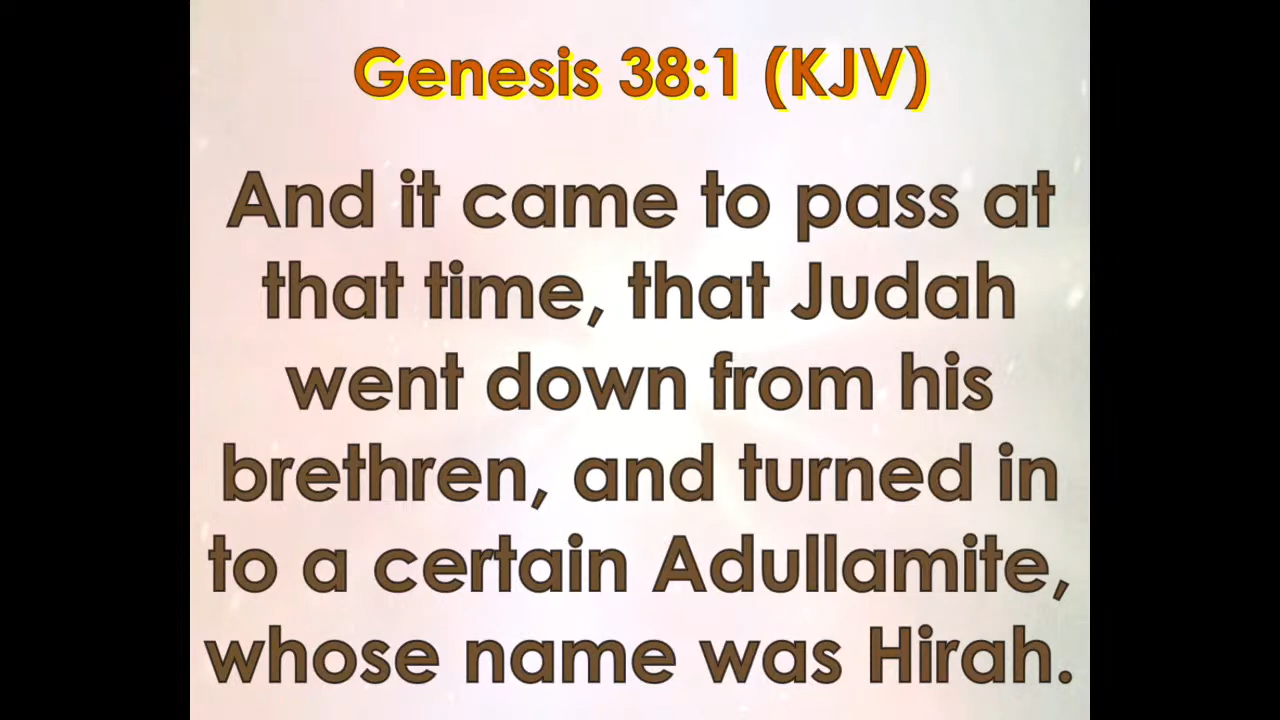 Genesis 38:1 (KJV)
And it came to pass at
that time, that Judah
went down from his
brethren, and turned in
to a certain Adullamite,
whose name was Hirah.